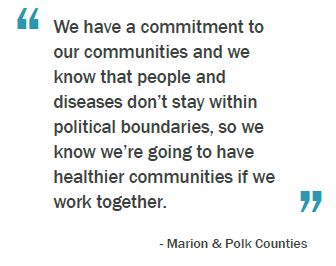 “ We have a commitment to
our communities and we
know that people and
diseases don’t stay within
political boundaries, so we
know we’re going to have
healthier communities if we
work together. ”
- Marion & Polk Counties